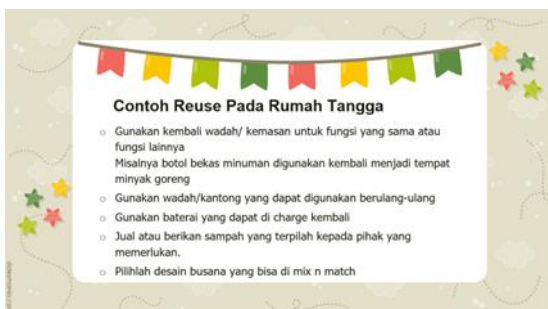 Contoh Reuse Pada Rumah Tangga
o Gunakan kembali wadah/ kemasan untuk fungsi yang sama atau
fungsi lainnya
Misalnya botol bekas minuman digunakan kembali menjadi tempat
minyak goreng
o Gunakan wadah/kantong yang dapat digunakan berulang-ulang
o Gunakan baterai yang dapat di charge kembali
o Jual atau berikan sampah yang terpilah kepada pihak yang
memerlukan.
o Pilihlah desain busana yang bisa di mix n match